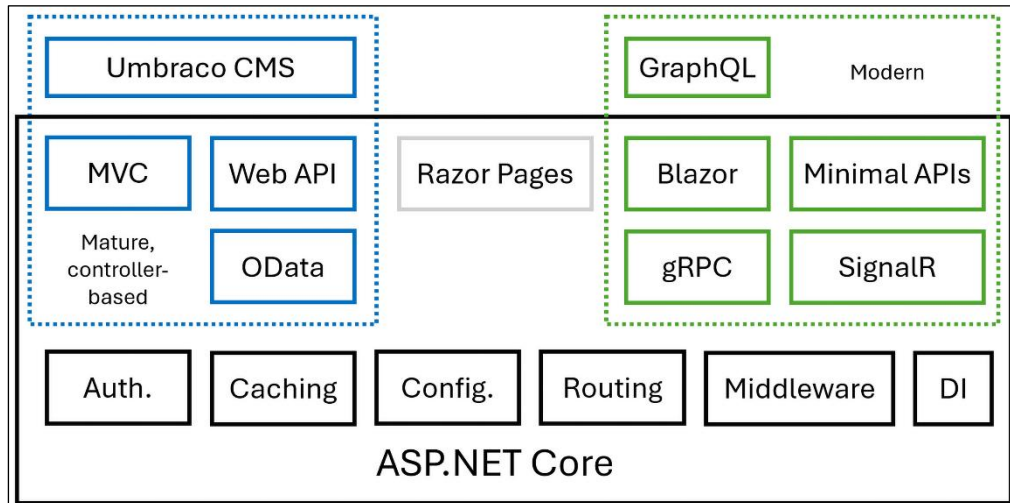 Umbraco CMS
GraphQL
Modern
MVC
Web API
Razor Pages
Blazor
Minimal APIs
Mature,
controller-
based
OData
gRPC
SignalR
Auth.
Caching
Config.
Routing
Middleware
DI
ASP.NET Core